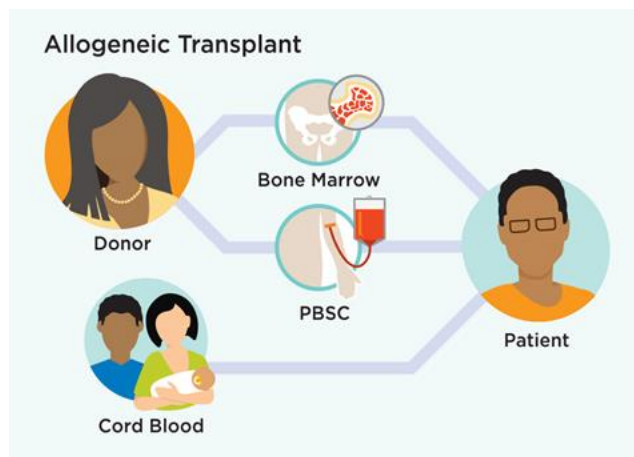 Allogeneic Transplant
Bone Marrow
Donor
PBSC
Patient
Cord Blood